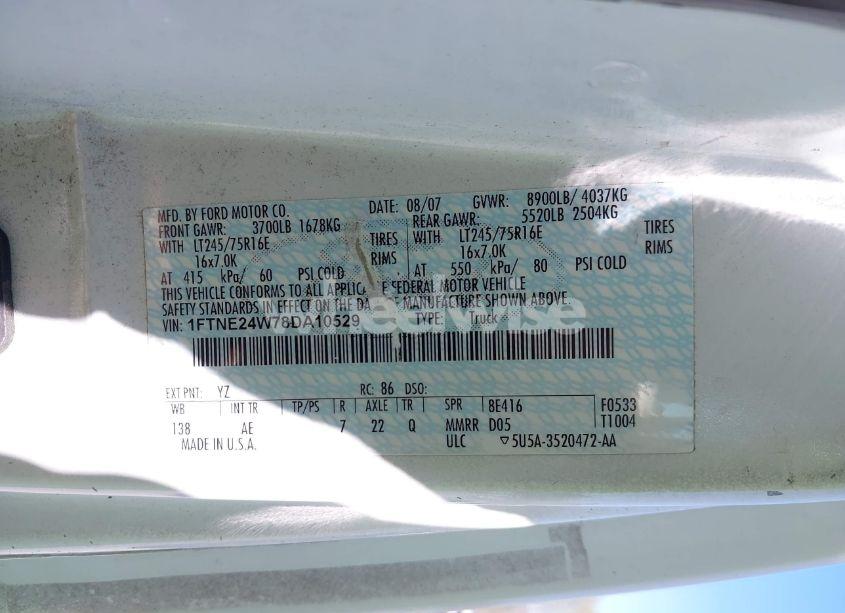 MFD. BY FORD MOTOR CO. DATE: 08/07 GVWR: 8900LB/ 4037KG
FRONT GAWR: 3700LB 1678KG REAR GAWR: 5520LB 2504KG
WITH LT245/75R16E TIRES WITH LT245/75R16E TIRES
16x7.0K RIMS 16x7.0K RIMS
AT 415 kPa/ 60 PSI COLD AT 550 kPa/ 80 PSI COLD
THIS VEHICLE CONFORMS TO ALL APPLICABLE FEDERAL MOTOR VEHICLE
SAFETY STANDARDS IN EFFECT ON THE DATE OF MANUFACTURE SHOWN ABOVE.
VIN: 1FTNE24W78DA10529 TYPE: Truck
wheelwise
EXT PNT: YZ RC: 86 DSO:
WB INT TR TP/PS R AXLE TR SPR 8E416 F0533
138 AE 7 22 Q MMRR D05 T1004
MADE IN U.S.A. ULC ▽5U5A-3520472-AA